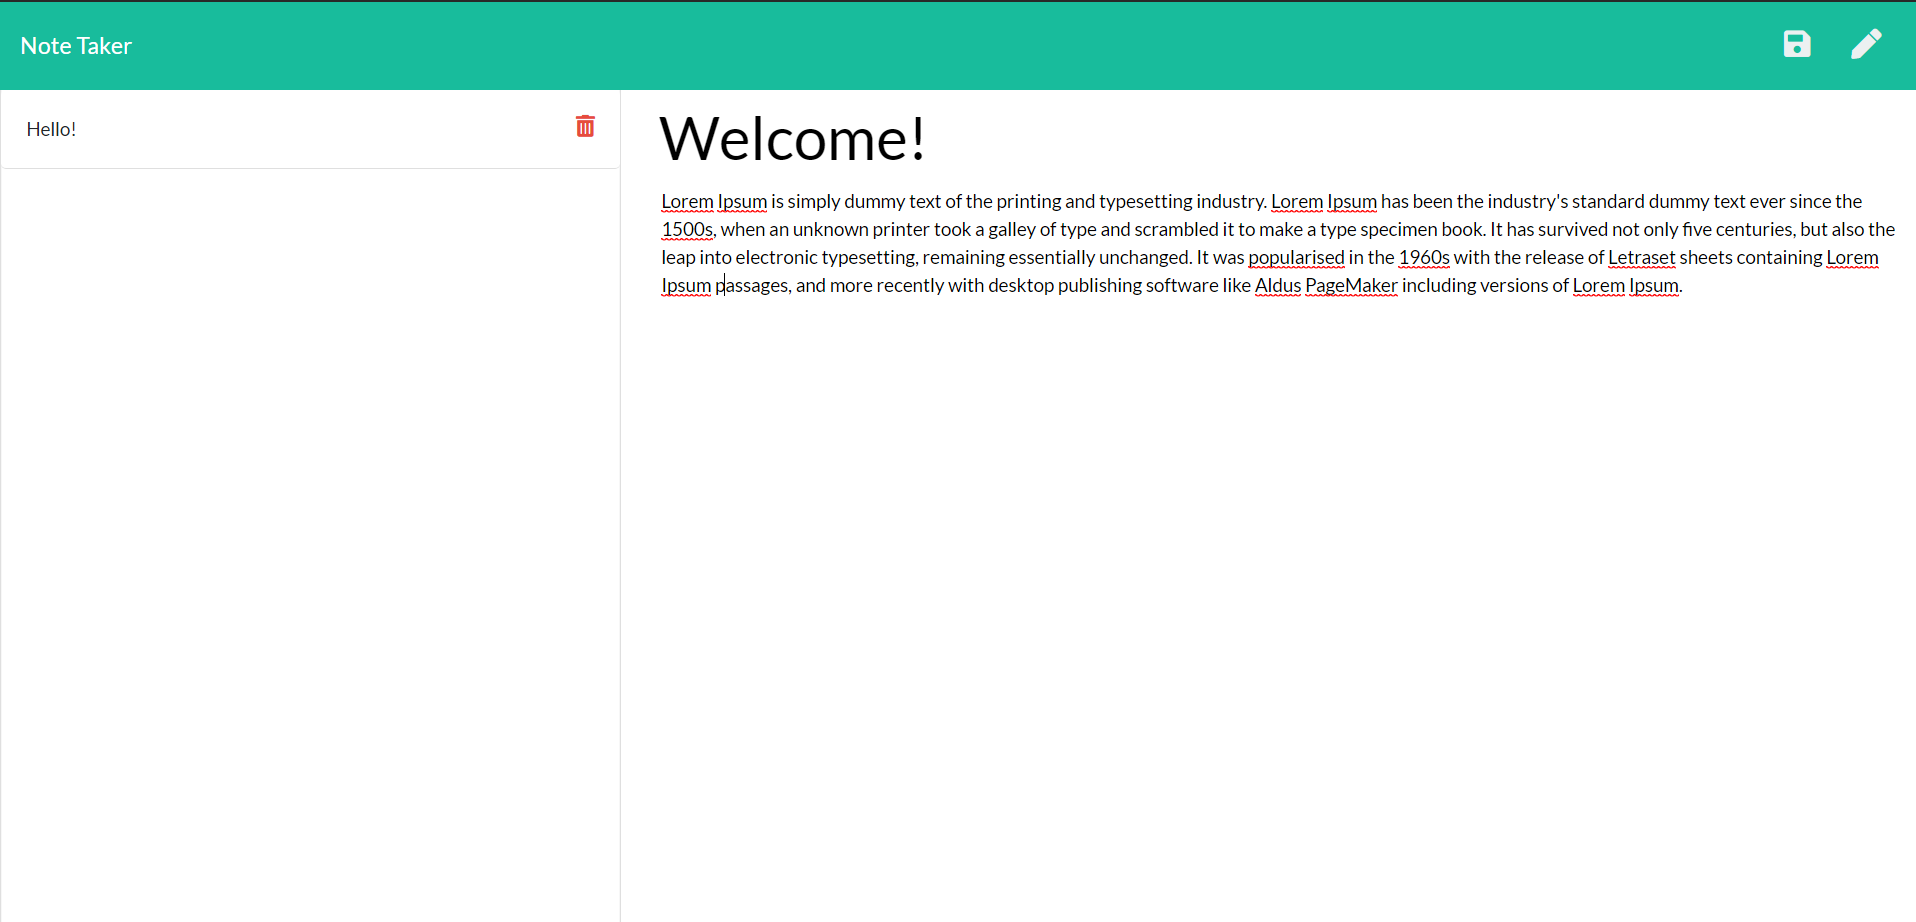 Note Taker
Hello!
Welcome!
Lorem Ipsum is simply dummy text of the printing and typesetting industry. Lorem Ipsum has been the industry's standard dummy text ever since the
1500s, when an unknown printer took a galley of type and scrambled it to make a type specimen book. It has survived not only five centuries, but also the
leap into electronic typesetting, remaining essentially unchanged. It was popularised in the 1960s with the release of Letraset sheets containing Lorem
Ipsum passages, and more recently with desktop publishing software like Aldus PageMaker including versions of Lorem Ipsum.